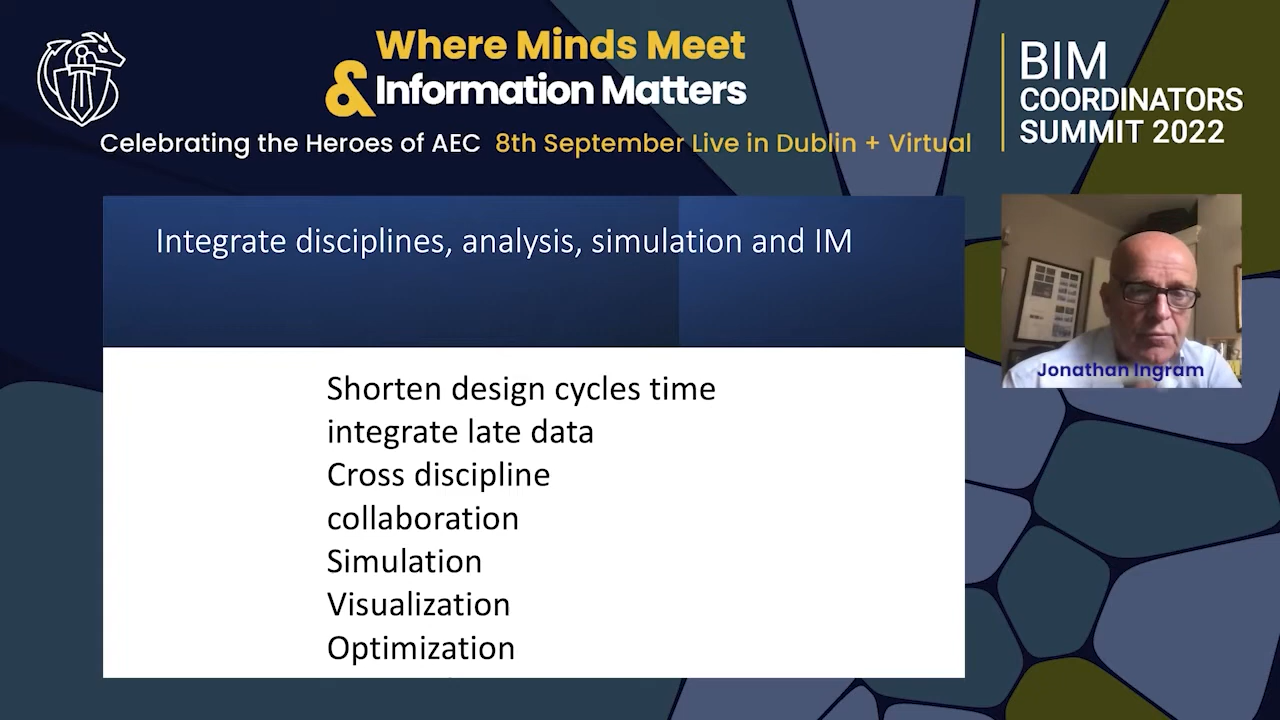 Where Minds Meet
& Information Matters
Celebrating the Heroes of AEC 8th September Live in Dublin + Virtual
BIM
COORDINATORS
SUMMIT 2022
Integrate disciplines, analysis, simulation and IM
Shorten design cycles time
integrate late data
Cross discipline
collaboration
Simulation
Visualization
Optimization
Jonathan Ingram